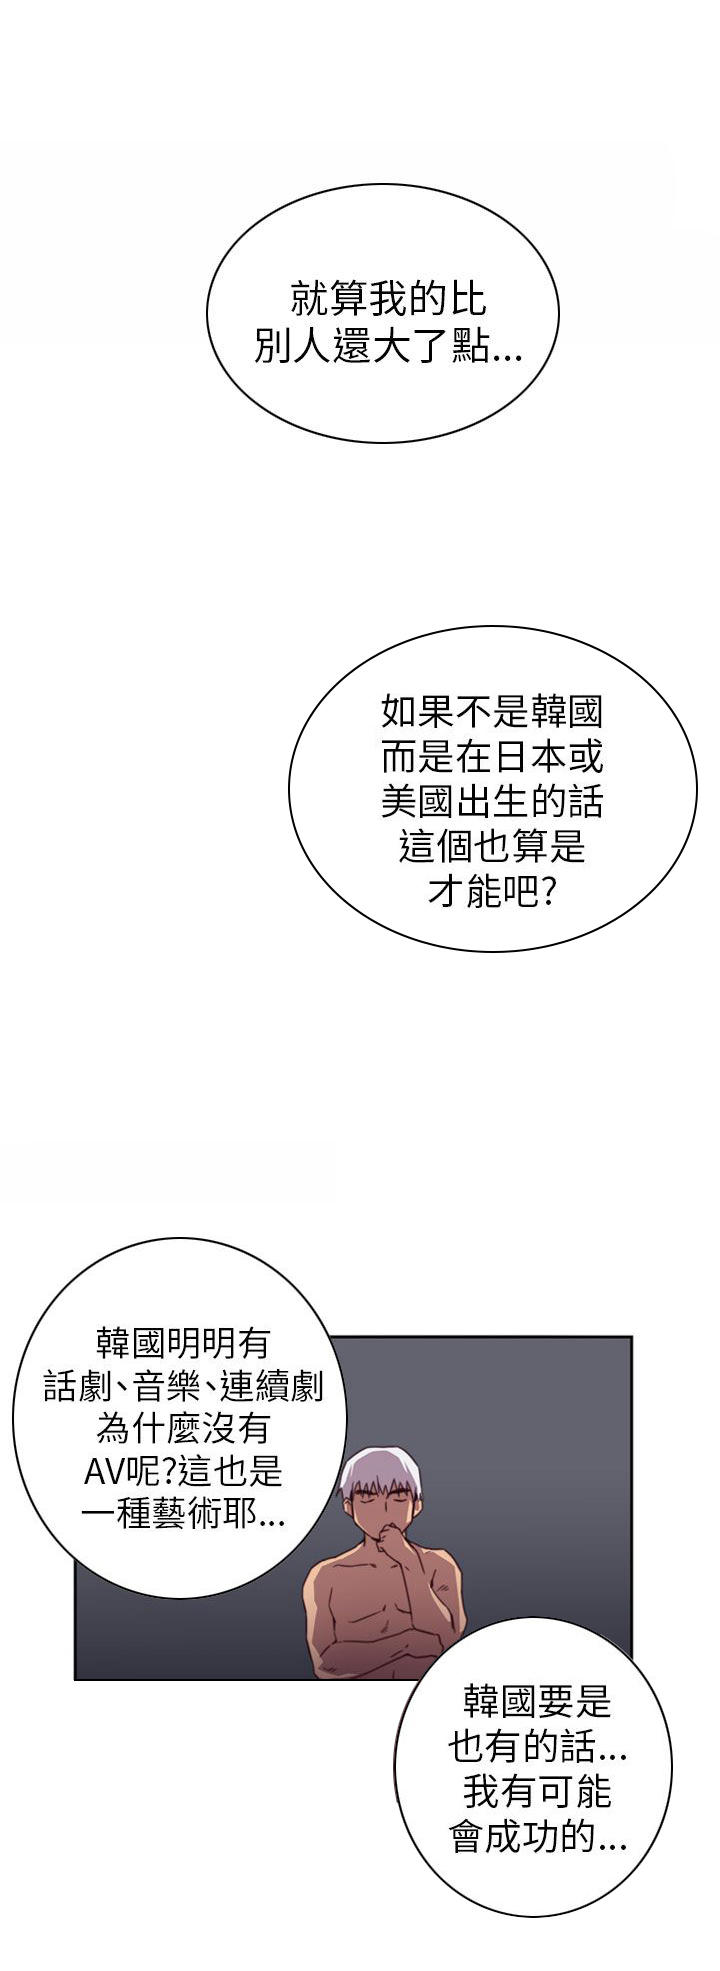 就算我的比
別人還大了點...
如果不是韓國
而是在日本或
美國出生的話
這個也算是
才能吧?
韓國明明有
話劇、音樂、連續劇
為什麼沒有
AV呢?這也是
一種藝術耶...
韓國要是
也有的話...
我有可能
會成功的...